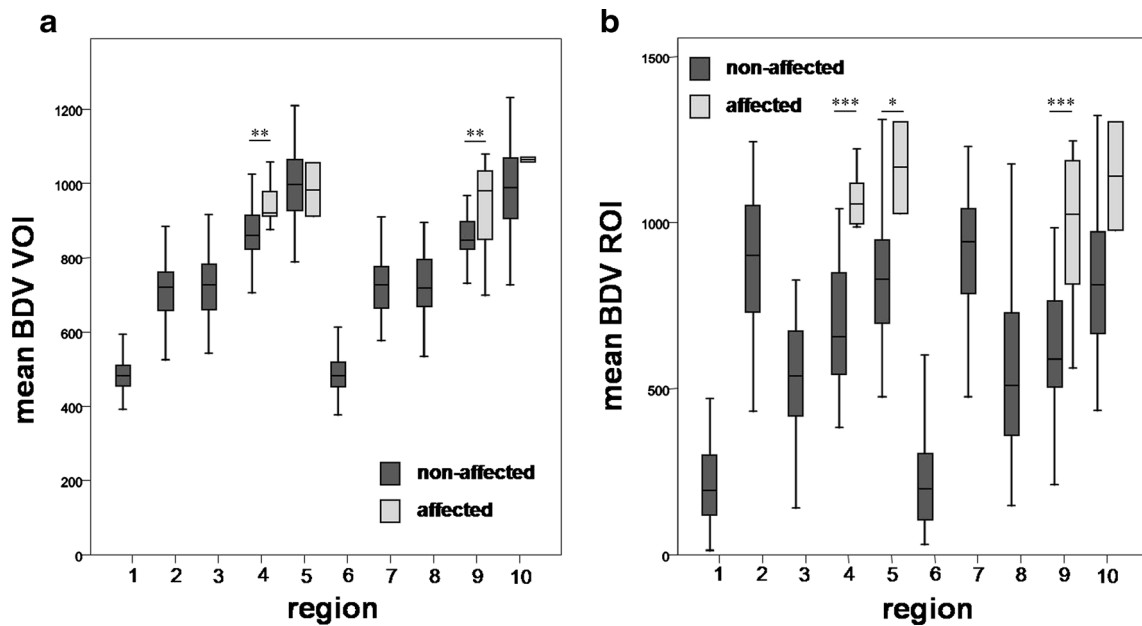 a
mean BDV VOI
1200
1000
800
600
400
200
0
**
**
non-affected
affected
1 2 3 4 5 6 7 8 9 10
region
b
mean BDV ROI
1500
1000
500
0
non-affected
affected
***
*
***
1 2 3 4 5 6 7 8 9 10
region